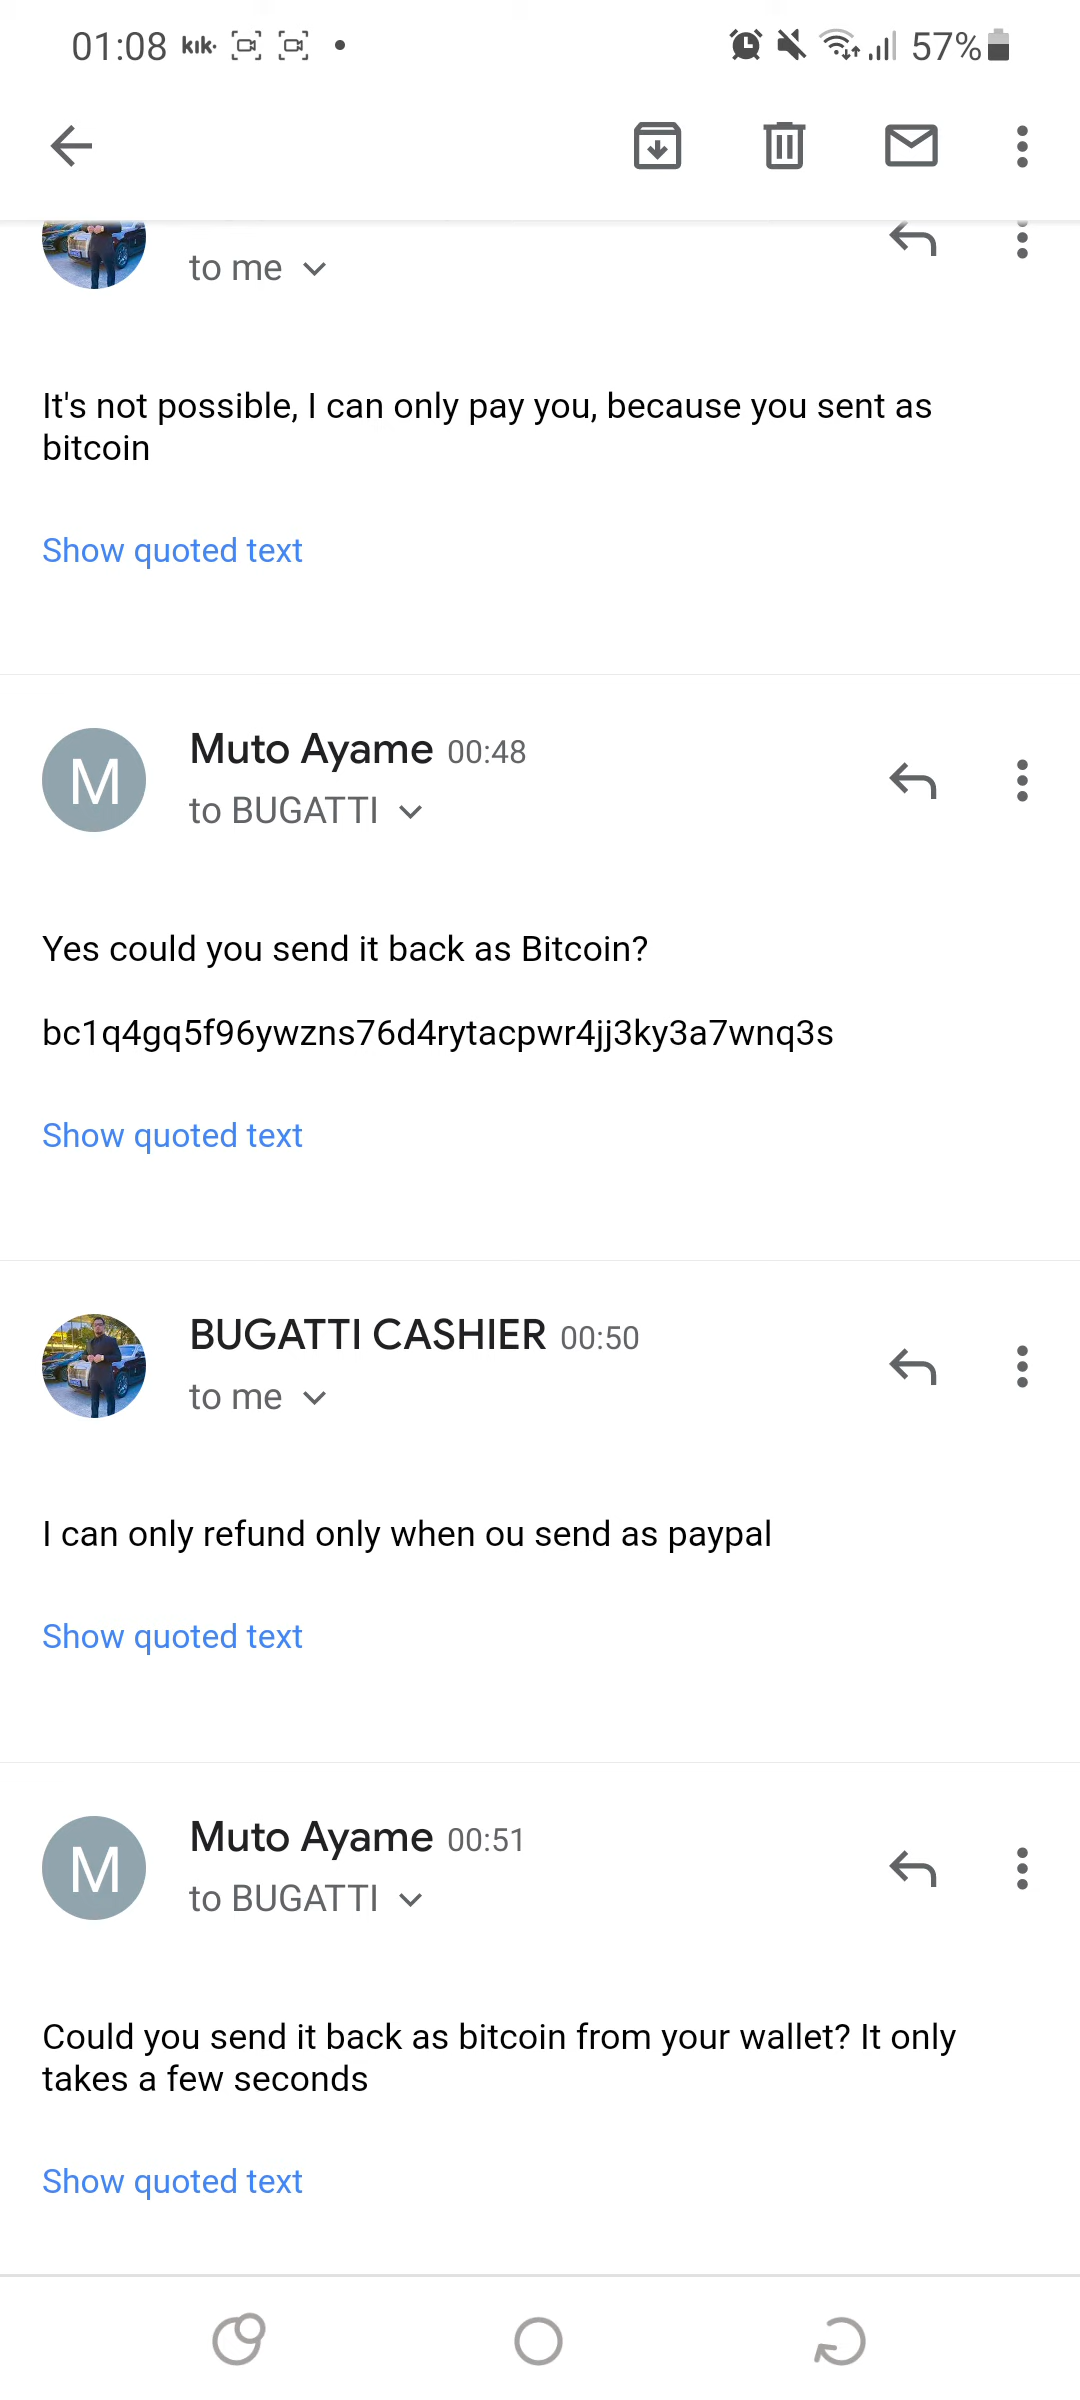 01:08 kik. 57%
to me
It's not possible, I can only pay you, because you sent as
bitcoin
Show quoted text
M
Muto Ayame 00:48
to BUGATTI
Yes could you send it back as Bitcoin?
bc1q4gq5f96ywzns76d4rytacpwr4jj3ky3a7wnq3s
Show quoted text
BUGATTI CASHIER 00:50
to me
I can only refund only when ou send as paypal
Show quoted text
M
Muto Ayame 00:51
to BUGATTI
Could you send it back as bitcoin from your wallet? It only
takes a few seconds
Show quoted text